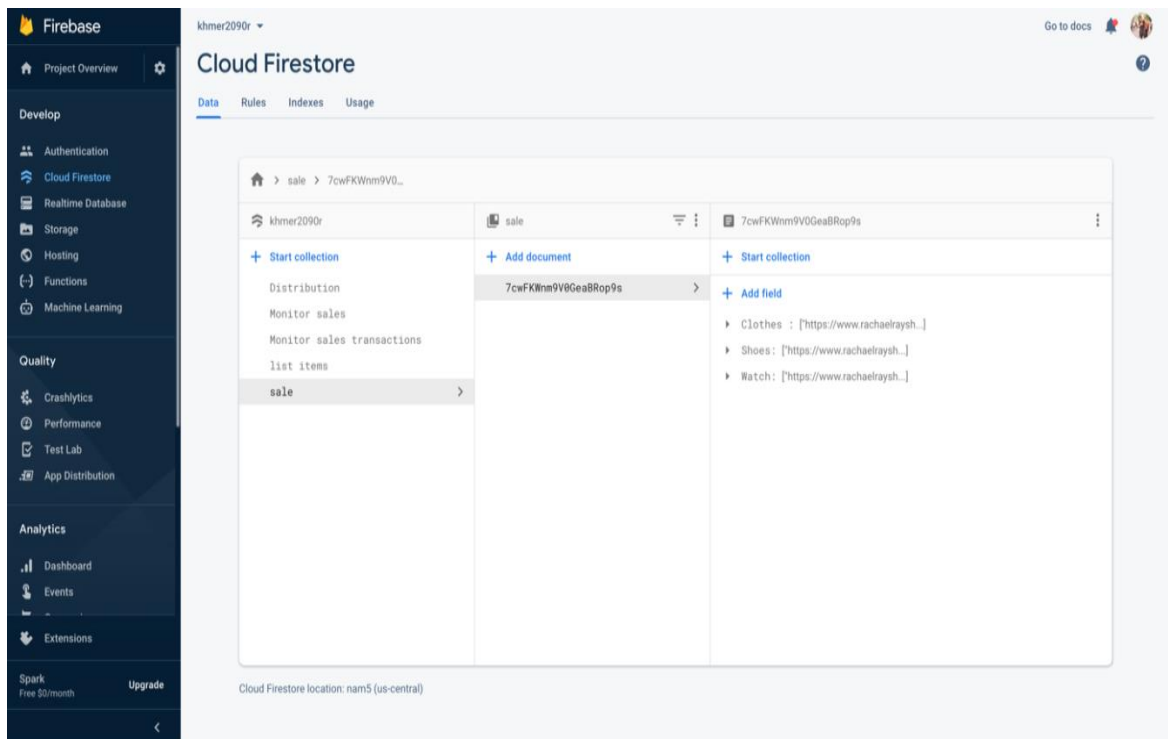 Firebase
khmer2090r
Go to docs
Project Overview
Cloud Firestore
Data Rules Indexes Usage
Develop
Authentication
Cloud Firestore
Realtime Database
Storage
Hosting
Functions
Machine Learning
Quality
Crashlytics
Performance
Test Lab
App Distribution
Analytics
Dashboard
Events
Extensions
Spark
Free $0/month
Upgrade
> sale > 7cwFKWnm9V0...
khmer2090r
+ Start collection
Distribution
Monitor sales
Monitor sales transactions
list items
sale
sale
+ Add document
7cwFKWnm9V0GeaBRop9s
7cwFKWnm9V0GeaBRop9s
+ Start collection
+ Add field
Clothes : ["https://www.rachaelraysh...]
Shoes: ["https://www.rachaelraysh...]
Watch: ["https://www.rachaelraysh...]
Cloud Firestore location: nam5 (us-central)